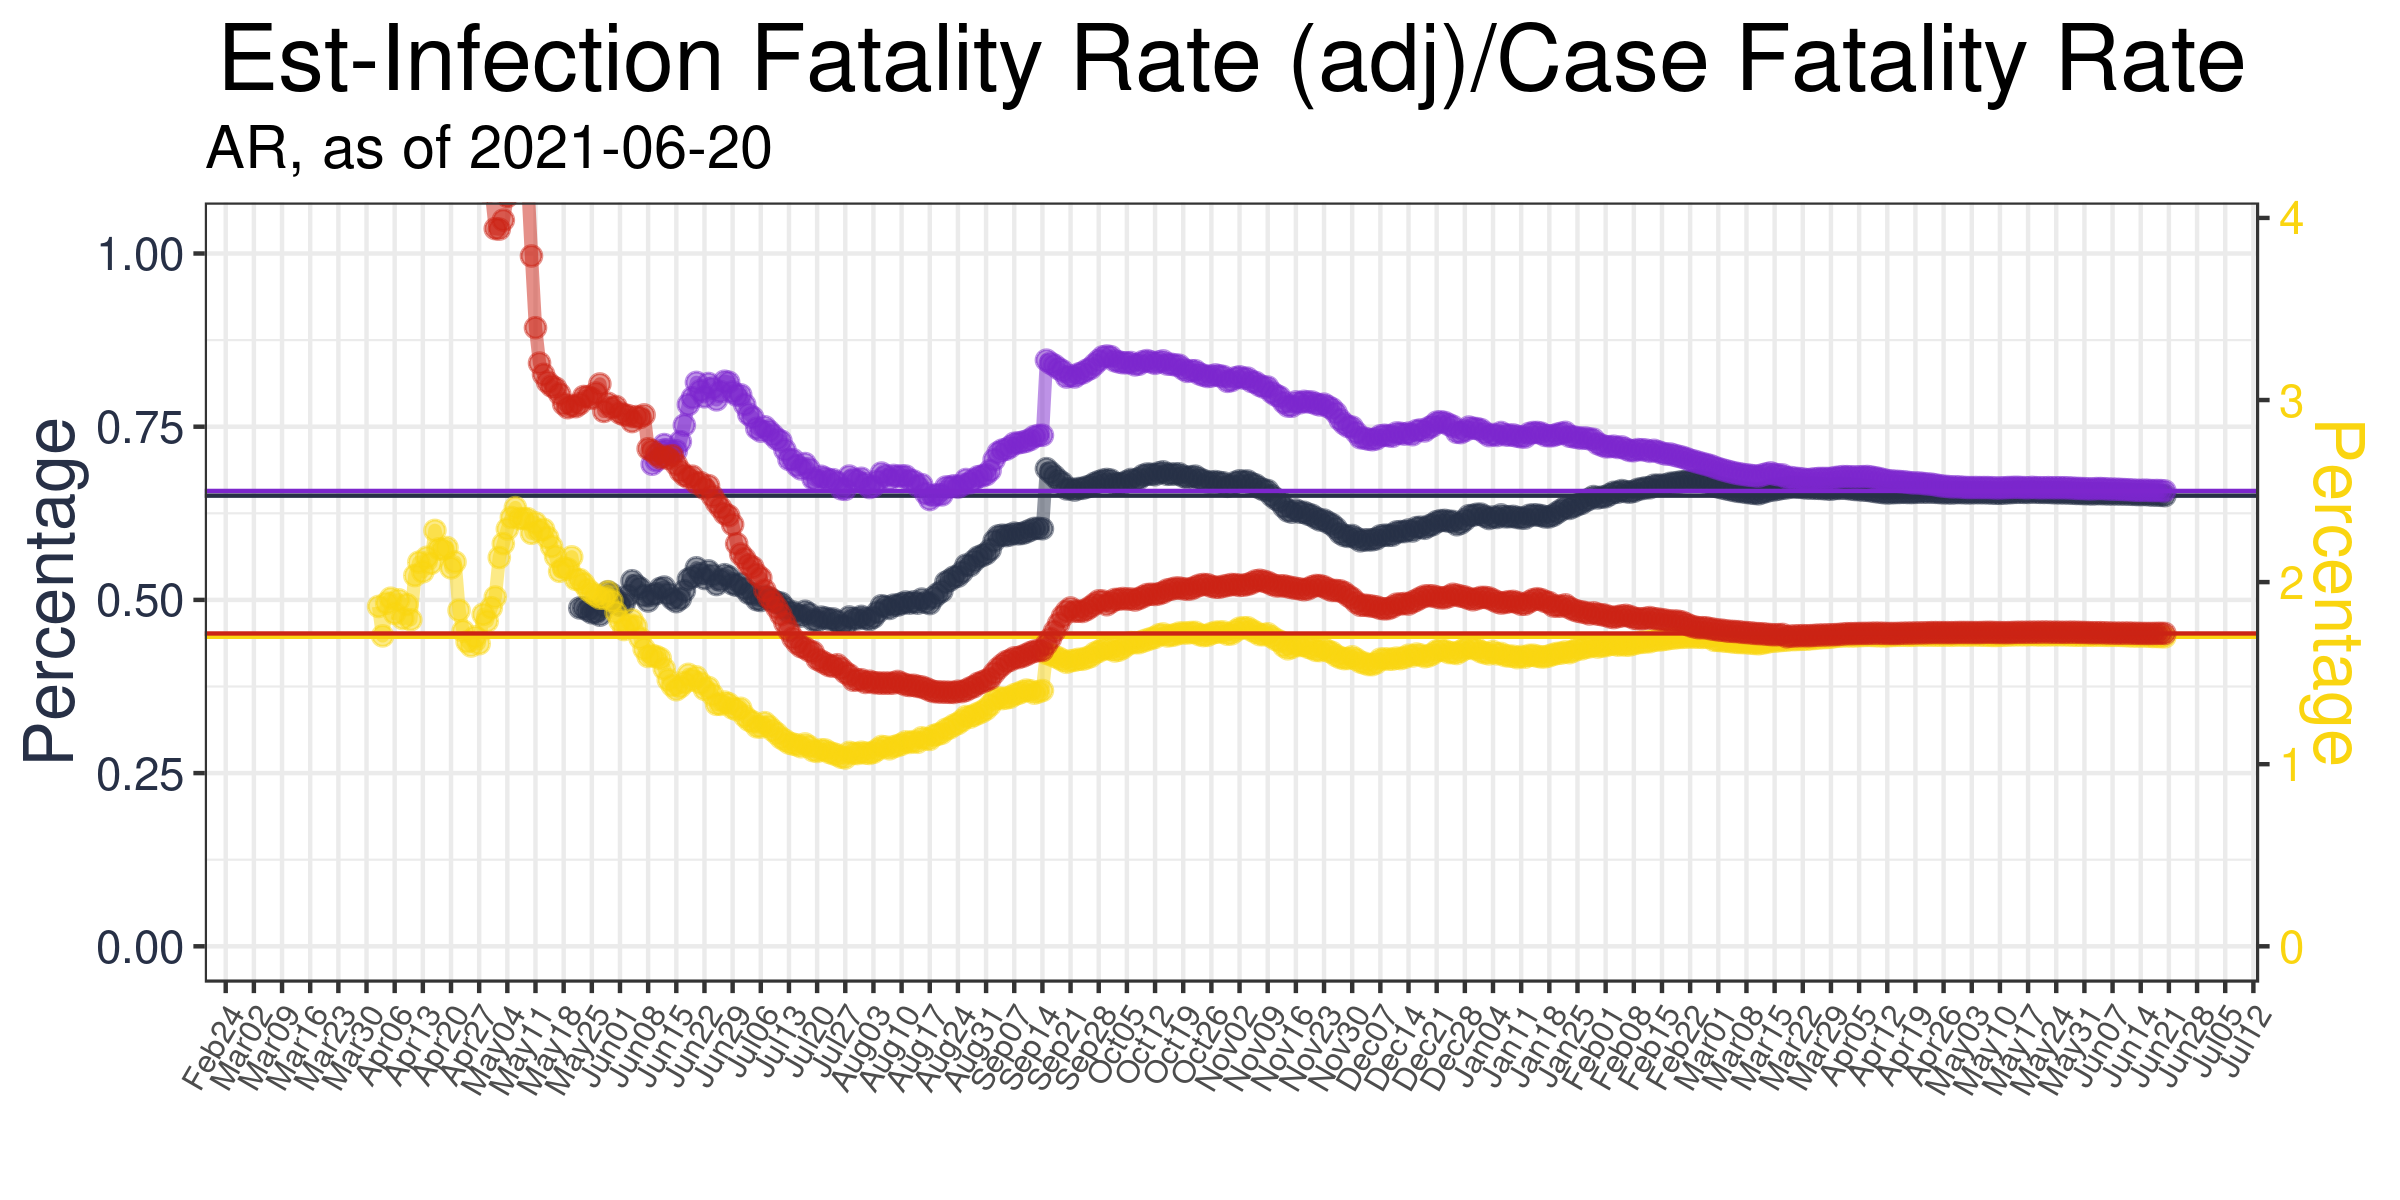 Est-Infection Fatality Rate (adj)/Case Fatality Rate
AR, as of 2021-06-20
Percentage
1.00
0.75
0.50
0.25
0.00
4
3
2
1
0
Percentage
Feb24
Mar02
Mar09
Mar16
Mar23
Mar30
Apr06
Apr13
Apr20
Apr27
May04
May11
May18
May25
Jun01
Jun08
Jun15
Jun22
Jun29
Jul06
Jul13
Jul20
Jul27
Aug03
Aug10
Aug17
Aug24
Aug31
Sep07
Sep14
Sep21
Sep28
Oct05
Oct12
Oct19
Oct26
Nov02
Nov09
Nov16
Nov23
Nov30
Dec07
Dec14
Dec21
Dec28
Jan04
Jan11
Jan18
Jan25
Feb01
Feb08
Feb15
Feb22
Mar01
Mar08
Mar15
Mar22
Mar29
Apr05
Apr12
Apr19
Apr26
May03
May10
May17
May24
May31
Jun07
Jun14
Jun21
Jun28
Jul05
Jul12